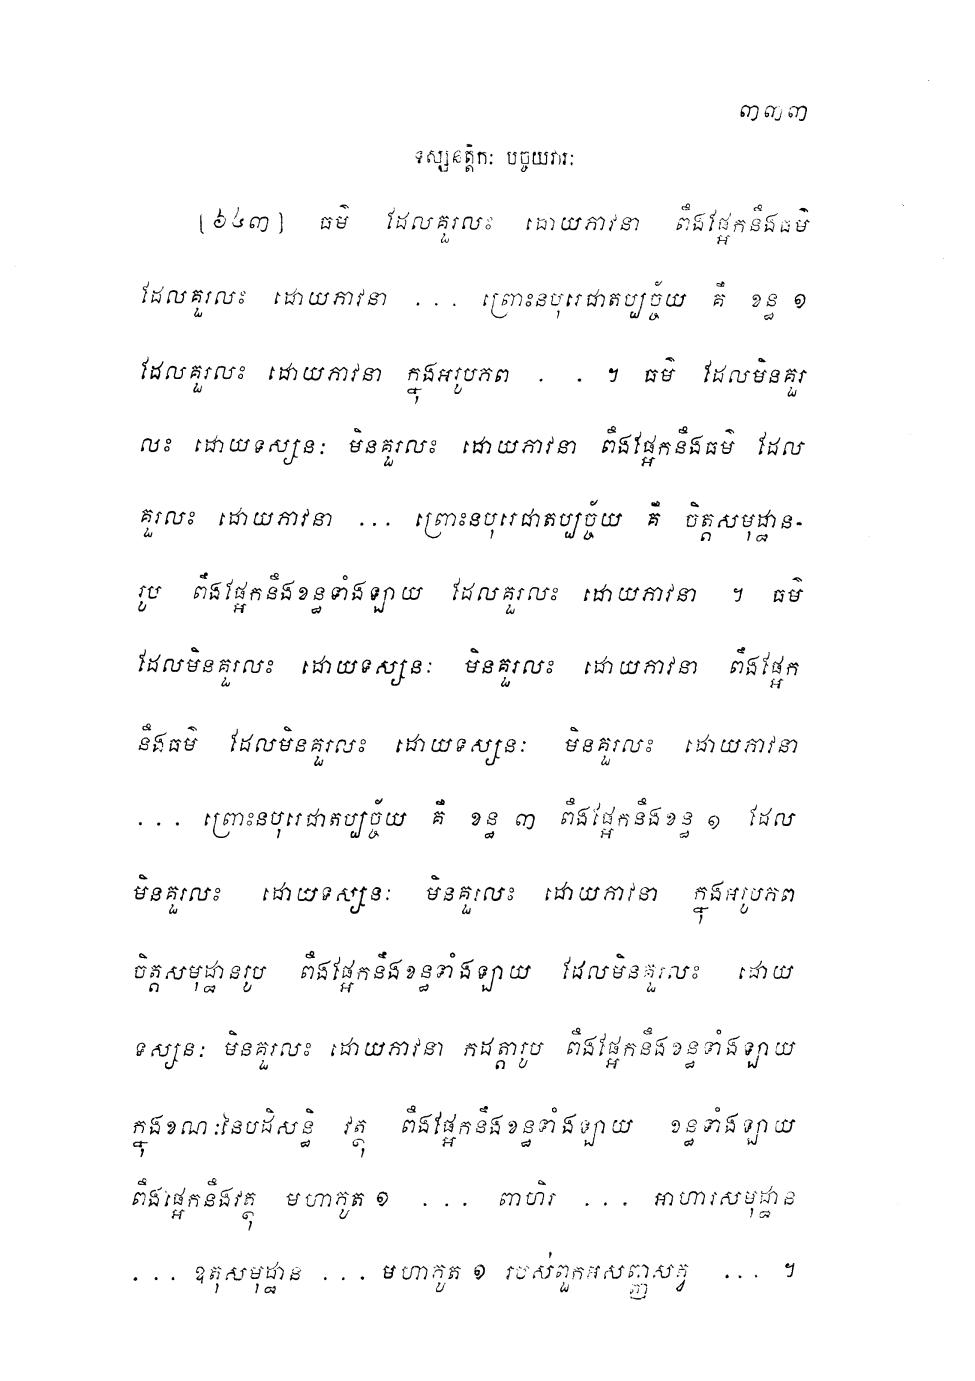 ៣៣៣
ទស្សនត្តិកៈ បច្ចយវារៈ
[៦៤៣] ធម៌ ដែលគួរលះ ដោយភាវនា ពឹងផ្អែកនឹងធម៌
ដែលគួរលះ ដោយភាវនា ... ព្រោះនបុរេជាតប្បច្ច័យ គឺ ខន្ធ ១
ដែលគួរលះ ដោយភាវនា ក្នុងអរូបភព . . ។ ធម៌ ដែលមិនគួរ
លះ ដោយទស្សនៈ មិនគួរលះ ដោយភាវនា ពឹងផ្អែកនឹងធម៌ ដែល
គួរលះ ដោយភាវនា ... ព្រោះនបុរេជាតប្បច្ច័យ គឺ ចិត្តសមុដ្ឋាន-
រូប ពឹងផ្អែកនឹងខន្ធទាំងឡាយ ដែលគួរលះ ដោយភាវនា ។ ធម៌
ដែលមិនគួរលះ ដោយទស្សនៈ មិនគួរលះ ដោយភាវនា ពឹងផ្អែក
នឹងធម៌ ដែលមិនគួរលះ ដោយទស្សនៈ មិនគួរលះ ដោយភាវនា
... ព្រោះនបុរេជាតប្បច្ច័យ គឺ ខន្ធ ៣ ពឹងផ្អែកនឹងខន្ធ ១ ដែល
មិនគួរលះ ដោយទស្សនៈ មិនគួរលះ ដោយភាវនា ក្នុងអរូបភព
ចិត្តសមុដ្ឋានរូប ពឹងផ្អែកនឹងខន្ធទាំងឡាយ ដែលមិនគួរលះ ដោយ
ទស្សនៈ មិនគួរលះ ដោយភាវនា កដត្តារូប ពឹងផ្អែកនឹងខន្ធទាំងឡាយ
ក្នុងខណៈនៃបដិសន្ធិ វត្ថុ ពឹងផ្អែកនឹងខន្ធទាំងឡាយ ខន្ធទាំងឡាយ
ពឹងផ្អែកនឹងវត្ថុ មហាភូត ១ ... ពាហិរ ... អាហារសមុដ្ឋាន
... ឧតុសមុដ្ឋាន ... មហាភូត ១ របស់ពួកអសញ្ញសត្វ ... ។